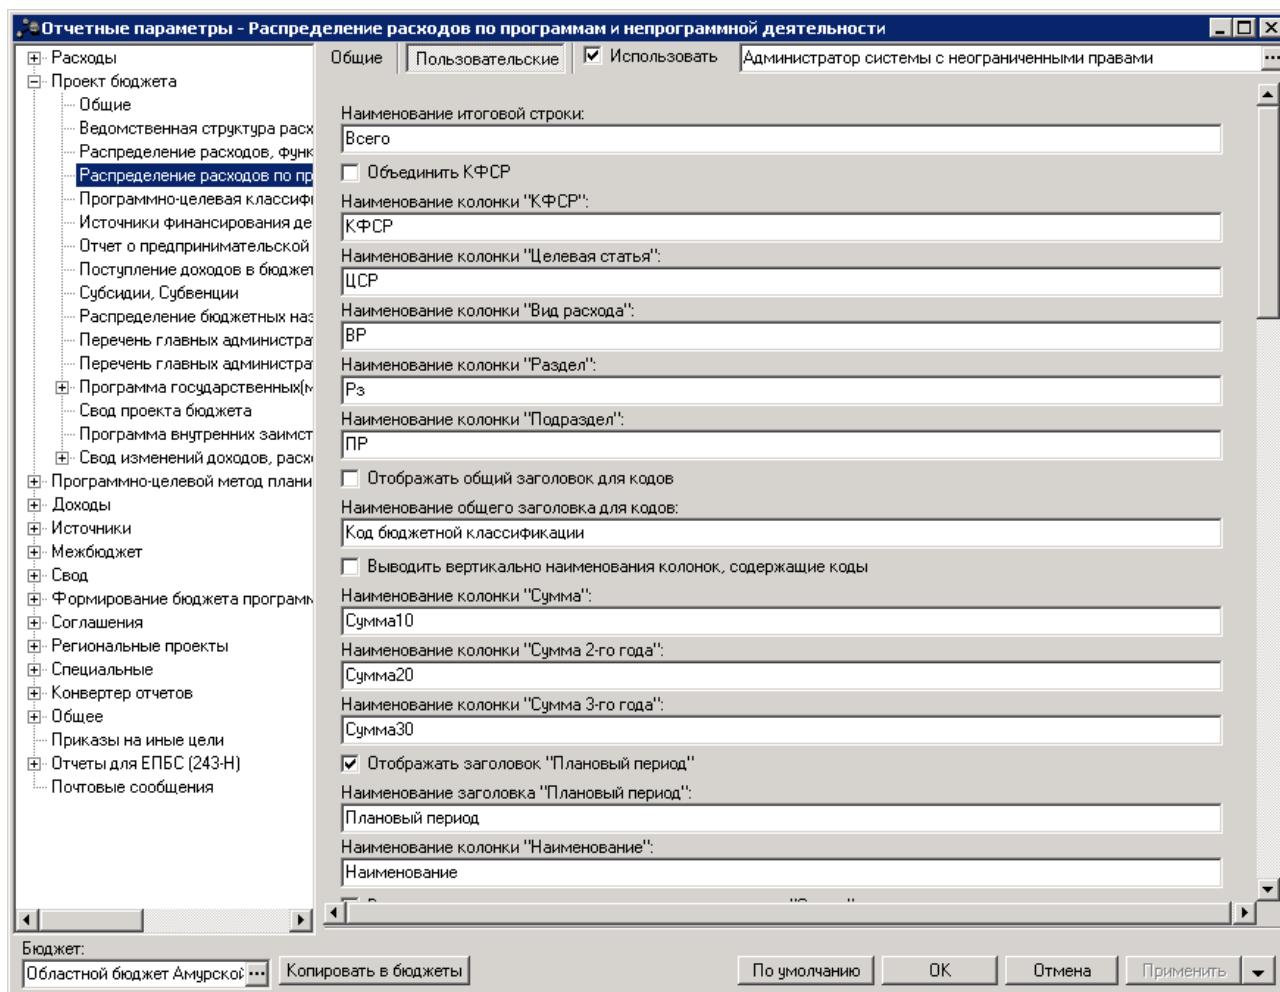 Отчетные параметры - Распределение расходов по программам и непрограммной деятельности
Расходы
Проект бюджета
Общие
Ведомственная структура расх
Распределение расходов, функ
Распределение расходов по пр
Программно-целевая классифи
Источники финансирования де
Отчет о предпринимательской
Поступление доходов в бюджет
Субсидии, Субвенции
Распределение бюджетных наз
Перечень главных администра
Перечень главных администра
Программа государственных(м
Свод проекта бюджета
Программа внутренних заимст
Свод изменений доходов, расх
Программно-целевой метод плани
Доходы
Источники
Межбюджет
Свод
Формирование бюджета программ
Соглашения
Региональные проекты
Специальные
Конвертер отчетов
Общее
Приказы на иные цели
Отчеты для ЕПБС (243-Н)
Почтовые сообщения
Общие Пользовательские Использовать Администратор системы с неограниченными правами ...
Наименование итоговой строки:
Всего
Объединить КФСР
Наименование колонки "КФСР":
КФСР
Наименование колонки "Целевая статья":
ЦСР
Наименование колонки "Вид расхода":
ВР
Наименование колонки "Раздел":
Рз
Наименование колонки "Подраздел":
ПР
Отображать общий заголовок для кодов
Наименование общего заголовка для кодов:
Код бюджетной классификации
Выводить вертикально наименования колонок, содержащие коды
Наименование колонки "Сумма":
Сумма10
Наименование колонки "Сумма 2-го года":
Сумма20
Наименование колонки "Сумма 3-го года":
Сумма30
Отображать заголовок "Плановый период"
Наименование заголовка "Плановый период":
Плановый период
Наименование колонки "Наименование":
Наименование
Бюджет:
Областной бюджет Амурской ... Копировать в бюджеты По умолчанию OK Отмена Применить